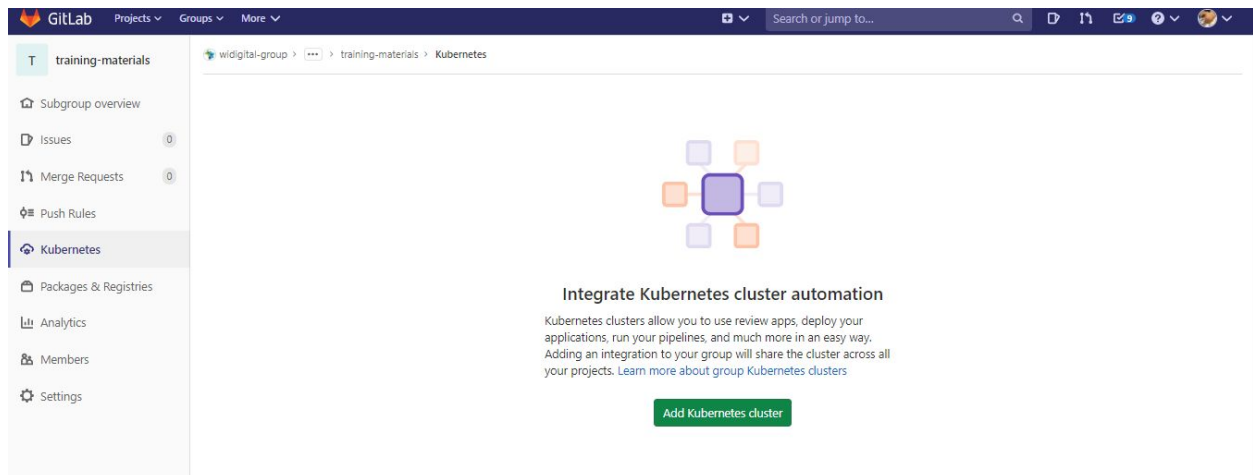 GitLab Projects Groups More Search or jump to... 9
T training-materials
widigital-group > ... > training-materials > Kubernetes
Subgroup overview
Issues 0
Merge Requests 0
Push Rules
Kubernetes
Packages & Registries
Analytics
Members
Settings
Integrate Kubernetes cluster automation
Kubernetes clusters allow you to use review apps, deploy your
applications, run your pipelines, and much more in an easy way.
Adding an integration to your group will share the cluster across all
your projects. Learn more about group Kubernetes clusters
Add Kubernetes cluster